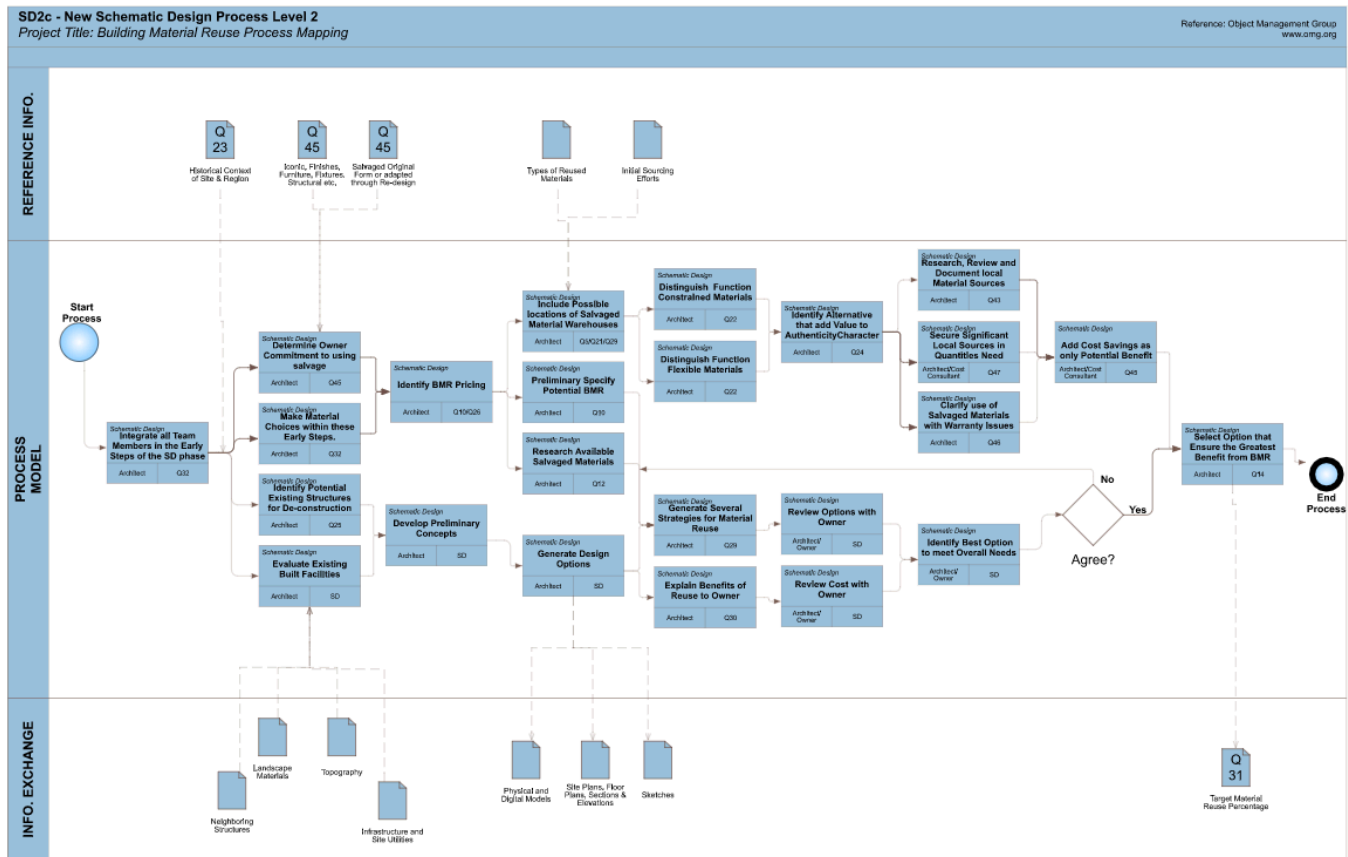 SD2c - New Schematic Design Process Level 2
Project Title: Building Material Reuse Process Mapping
Reference: Object Management Group
www.omg.org
REFERENCE INFO.
Q
23
Historical Context
of Site & Region
Q
45
Iconic, Finishes,
Furniture, Fixtures.
Structural etc,
Q
45
Salvaged Original
Form or adapted
through Re-design
Types of Reused
Materials
Initial Sourcing
Efforts
PROCESS
MODEL
Start
Process
Schematic Design
Integrate all Team
Members in the Early
Steps of the SD phase
Architect Q32
Schematic Design
Determine Owner
Commitment to using
salvage
Architect Q45
Schematic Design
Make Material
Choices within these
Early Steps.
Architect Q32
Schematic Design
Identify Potential
Existing Structures
for De-construction
Architect Q25
Schematic Design
Evaluate Existing
Built Facilities
Architect SD
Schematic Design
Identify BMR Pricing
Architect Q10/Q26
Schematic Design
Develop Preliminary
Concepts
Architect SD
Schematic Design
Include Possible
locations of Salvaged
Material Warehouses
Architect
Schematic Design
Preliminary Specify
Potential BMR
Architect
Schematic Design
Research Available
Salvaged Materials
Architect Q12
Schematic Design
Generate Design
Options
Architect SD
Schematic Design
Distinguish Function
Constrained Materials
Architect Q22
Schematic Design
Distinguish Function
Flexible Materials
Architect Q22
Schematic Design
Generate Several
Strategies for Material
Reuse
Architect Q29
Schematic Design
Explain Benefits of
Reuse to Owner
Architect Q30
Schematic Design
Identify Alternative
that add Value to
AuthenticityCharacter
Architect Q24
Schematic Design
Review Options with
Owner
Architect/
Owner SD
Schematic Design
Review Cost with
Owner
Architect/
Owner SD
Schematic Design
Research, Review and
Document local
Material Sources
Architect Q43
Schematic Design
Secure Significant
Local Sources in
Quantities Need
Architect/Cost
Consultant Q47
Schematic Design
Clarify use of
Salvaged Materials
with Warranty Issues
Architect Q46
Schematic Design
Identify Best Option
to meet Overall Needs
Architect/
Owner SD
Schematic Design
Add Cost Savings as
only Potential Benefit
Architect/Cost
Consultant
No
Yes
Agree?
Schematic Design
Select Option that
Ensure the Greatest
Benefit from BMR
Architect Q14
End
Process
INFO. EXCHANGE
Neighboring
Structures
Landscape
Materials
Topography
Infrastructure and
Site Utilities
Physical and
Digital Models
Site Plans, Floor
Plans, Sections &
Elevations
Sketches
Q
31
Target Material
Reuse Percentage